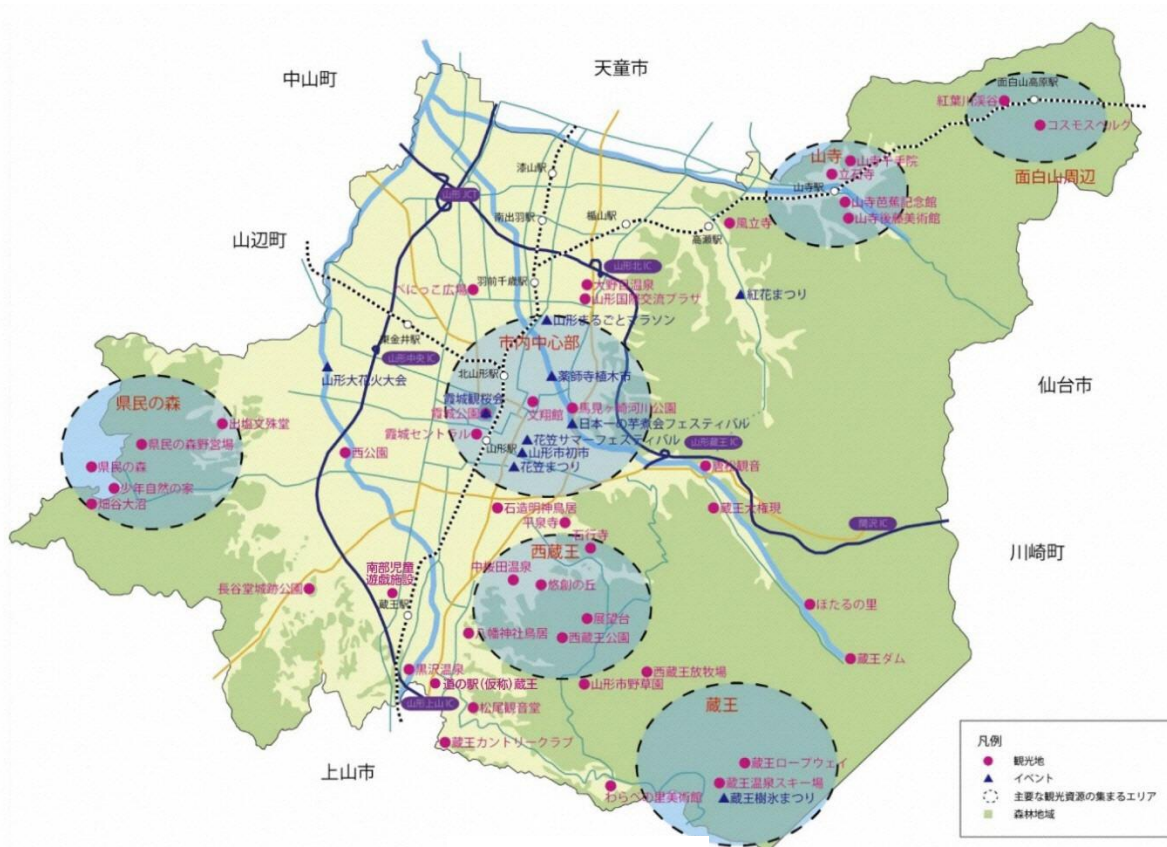 中山町
天童市
山辺町
仙台市
川崎町
上山市
面白山高原駅
紅葉川渓谷
コスモスベルグ
面白山周辺
山寺
山寺千手院
立石寺
山寺駅
山寺芭蕉記念館
山寺後藤美術館
漆山駅
山形JCT
南出羽駅
楯山駅
高瀬駅
風立寺
山形北IC
羽前千歳駅
べにっこ広場
大野目温泉
山形国際交流プラザ
紅花まつり
山形まるごとマラソン
市内中心部
東金井駅
山形中央IC
北山形駅
薬師寺植木市
山形大花火大会
霞城観桜会
霞城公園
文翔館
馬見ヶ崎河川公園
日本一の芋煮会フェスティバル
霞城セントラル
山形駅
花笠サマーフェスティバル
山形蔵王IC
山形市初市
花笠まつり
県民の森
出塩文殊堂
県民の森野営場
県民の森
少年自然の家
畑谷大沼
西公園
唐松観音
蔵王大権現
関沢IC
石造明神鳥居
平泉寺
石行寺
西蔵王
中桜田温泉
悠創の丘
南部児童
遊戯施設
長谷堂城跡公園
蔵王駅
展望台
ほたるの里
八幡神社鳥居
西蔵王公園
蔵王ダム
黒沢温泉
西蔵王放牧場
道の駅(仮称)蔵王
山形市野草園
山形上山IC
松尾観音堂
蔵王
蔵王カントリークラブ
蔵王ロープウェイ
蔵王温泉スキー場
わらべの里美術館
蔵王樹氷まつり
凡例
観光地
イベント
主要な観光資源の集まるエリア
森林地域